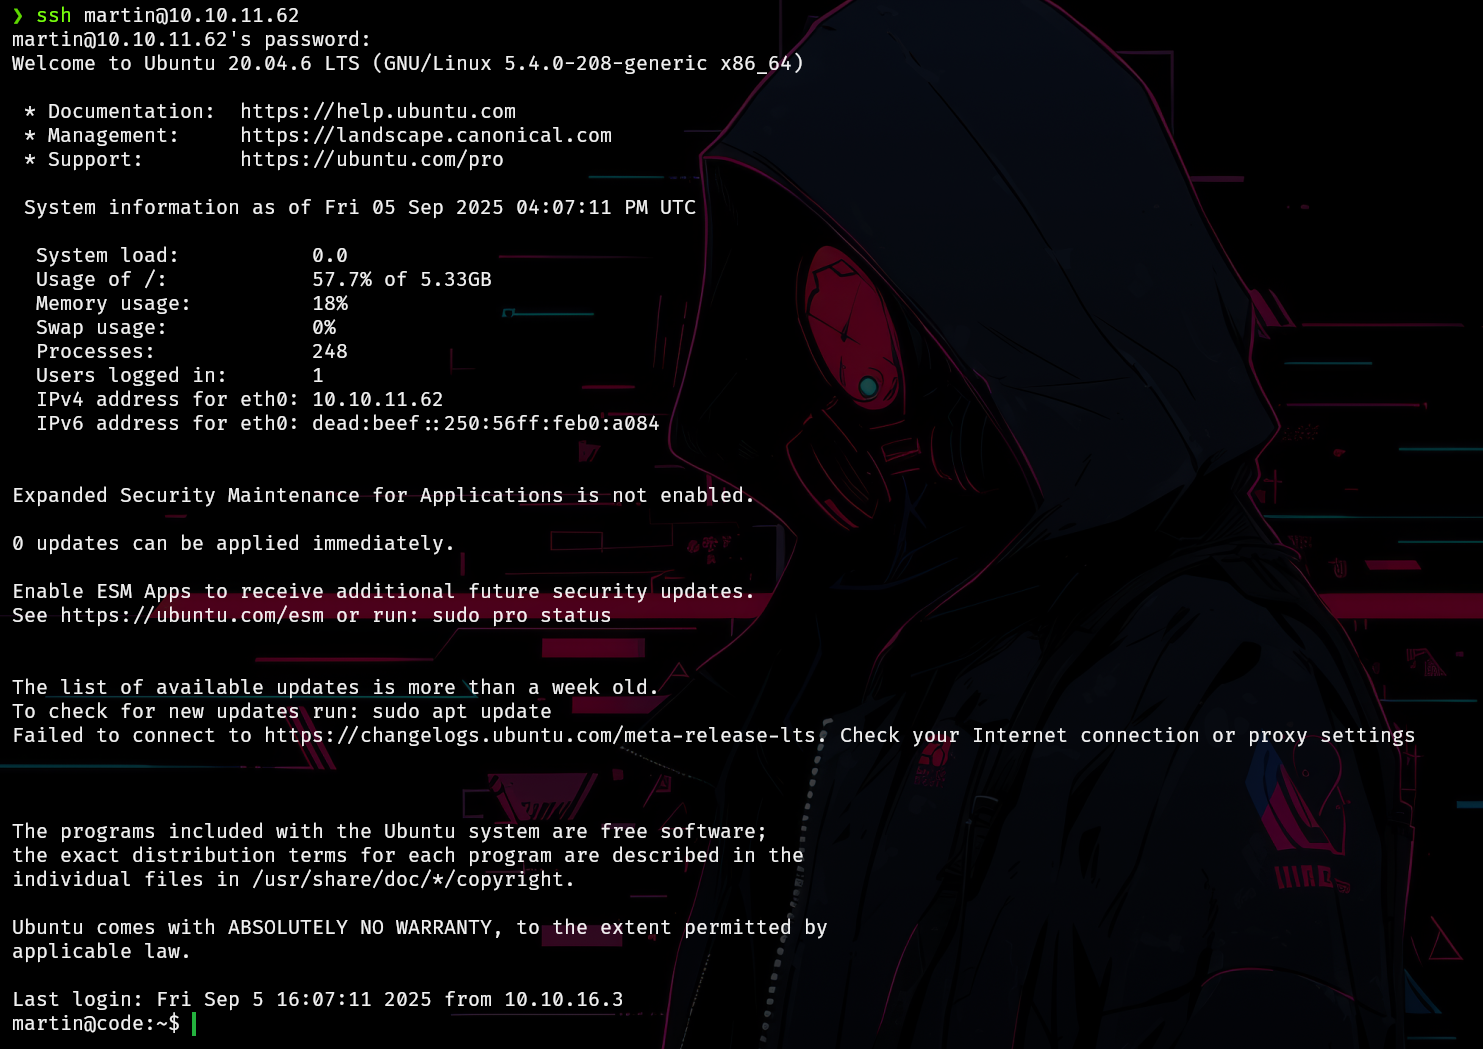 ❯ ssh martin@10.10.11.62
martin@10.10.11.62's password:
Welcome to Ubuntu 20.04.6 LTS (GNU/Linux 5.4.0-208-generic x86_64)
* Documentation:  https://help.ubuntu.com
* Management:     https://landscape.canonical.com
* Support:        https://ubuntu.com/pro
System information as of Fri 05 Sep 2025 04:07:11 PM UTC
System load:           0.0
Usage of /:            57.7% of 5.33GB
Memory usage:          18%
Swap usage:            0%
Processes:             248
Users logged in:       1
IPv4 address for eth0: 10.10.11.62
IPv6 address for eth0: dead:beef::250:56ff:feb0:a084
Expanded Security Maintenance for Applications is not enabled.
0 updates can be applied immediately.
Enable ESM Apps to receive additional future security updates.
See https://ubuntu.com/esm or run: sudo pro status
The list of available updates is more than a week old.
To check for new updates run: sudo apt update
Failed to connect to https://changelogs.ubuntu.com/meta-release-lts. Check your Internet connection or proxy settings
The programs included with the Ubuntu system are free software;
the exact distribution terms for each program are described in the
individual files in /usr/share/doc/*/copyright.
Ubuntu comes with ABSOLUTELY NO WARRANTY, to the extent permitted by
applicable law.
Last login: Fri Sep 5 16:07:11 2025 from 10.10.16.3
martin@code:~$